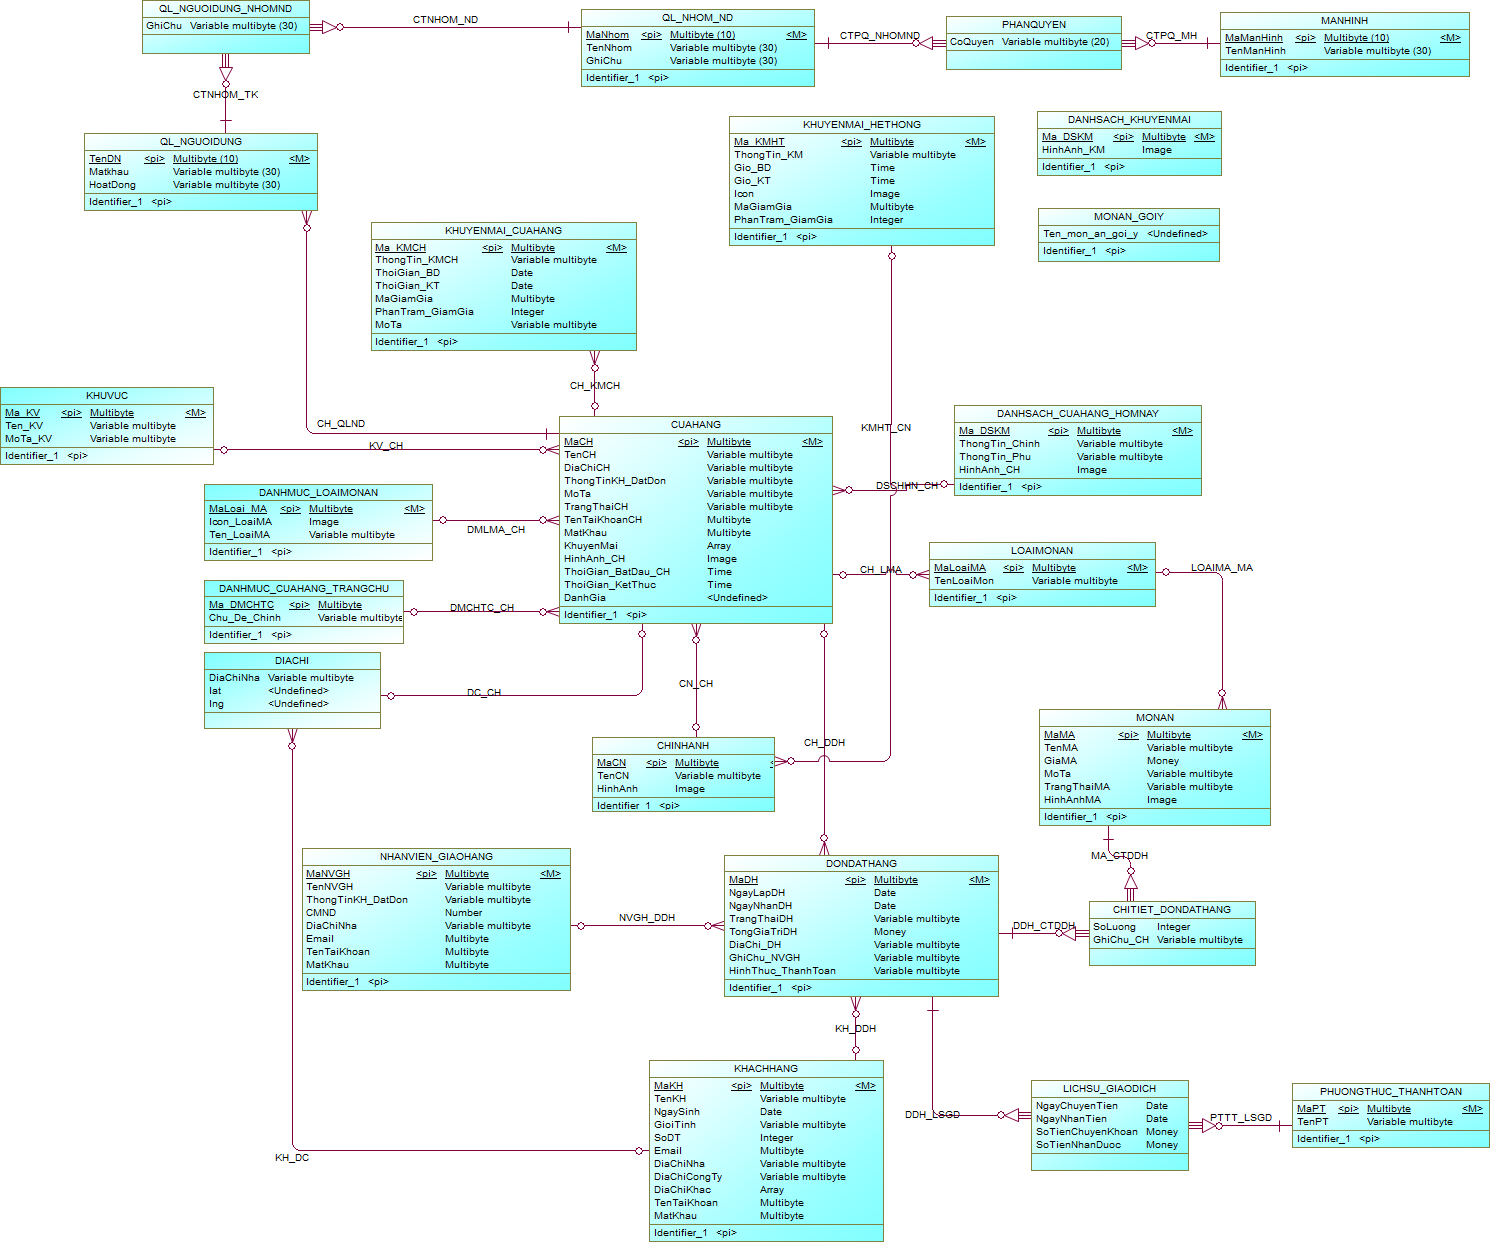 QL_NGUOIDUNG_NHOMND
GhiChu Variable multibyte (30)
CTNHOM_ND
QL_NHOM_ND
MaNhom <pi> Multibyte (10) <M>
TenNhom Variable multibyte (30)
GhiChu Variable multibyte (30)
Identifier_1 <pi>
CTPQ_NHOMND
PHANQUYEN
CoQuyen Variable multibyte (20)
CTPQ_MH
MANHINH
MaManHinh <pi> Multibyte (10) <M>
TenManHinh Variable multibyte (30)
Identifier_1 <pi>
CTNHOM_TK
QL_NGUOIDUNG
TenDN <pi> Multibyte (10) <M>
Matkhau Variable multibyte (30)
HoatDong Variable multibyte (30)
Identifier_1 <pi>
KHUYENMAI_HETHONG
Ma_KMHT <pi> Multibyte <M>
ThongTin_KM Variable multibyte
Gio_BD Time
Gio_KT Time
Icon Image
MaGiamGia Multibyte
PhanTram_GiamGia Integer
Identifier_1 <pi>
DANHSACH_KHUYENMAI
Ma_DSKM <pi> Multibyte <M>
HinhAnh_KM Image
Identifier_1 <pi>
MONAN_GOIY
Ten_mon_an_goi_y <Undefined>
Identifier_1 <pi>
KHUYENMAI_CUAHANG
Ma_KMCH <pi> Multibyte <M>
ThongTin_KMCH Variable multibyte
ThoiGian_BD Date
ThoiGian_KT Date
MaGiamGia Multibyte
PhanTram_GiamGia Integer
MoTa Variable multibyte
Identifier_1 <pi>
CH_KMCH
KHUVUC
Ma_KV <pi> Multibyte <M>
Ten_KV Variable multibyte
MoTa_KV Variable multibyte
Identifier_1 <pi>
CH_QLND
KV_CH
CUAHANG
MaCH <pi> Multibyte <M>
TenCH Variable multibyte
DiaChiCH Variable multibyte
ThongTinKH_DatDon Variable multibyte
MoTa Variable multibyte
TrangThaiCH Variable multibyte
TenTaiKhoanCH Multibyte
MatKhau Multibyte
KhuyenMai Array
HinhAnh_CH Image
ThoiGian_BatDau_CH Time
ThoiGian_KetThuc Time
DanhGia <Undefined>
Identifier_1 <pi>
KMHT_CN
DANHSACH_CUAHANG_HOMNAY
Ma_DSKM <pi> Multibyte <M>
ThongTin_Chinh Variable multibyte
ThongTin_Phu Variable multibyte
HinhAnh_CH Image
Identifier_1 <pi>
DSCHHN_CH
DANHMUC_LOAIMONAN
MaLoai_MA <pi> Multibyte <M>
Icon_LoaiMA Image
Ten_LoaiMA Variable multibyte
Identifier_1 <pi>
DMLMA_CH
LOAIMONAN
MaLoaiMA <pi> Multibyte <M>
TenLoaiMon Variable multibyte
Identifier_1 <pi>
CH_LMA
LOAIMA_MA
DANHMUC_CUAHANG_TRANGCHU
Ma_DMCHTC <pi> Multibyte
Chu_De_Chinh Variable multibyte
Identifier_1 <pi>
DMCHTC_CH
DIACHI
DiaChiNha Variable multibyte
lat <Undefined>
lng <Undefined>
DC_CH
CN_CH
CHINHANH
MaCN <pi> Multibyte
TenCN Variable multibyte
HinhAnh Image
Identifier_1 <pi>
CH_DDH
MONAN
MaMA <pi> Multibyte <M>
TenMA Variable multibyte
GiaMA Money
MoTa Variable multibyte
TrangThaiMA Variable multibyte
HinhAnhMA Image
Identifier_1 <pi>
MA_CTDDH
NHANVIEN_GIAOHANG
MaNVGH <pi> Multibyte <M>
TenNVGH Variable multibyte
ThongTinKH_DatDon Variable multibyte
CMND Number
DiaChiNha Variable multibyte
Email Multibyte
TenTaiKhoan Multibyte
MatKhau Multibyte
Identifier_1 <pi>
NVGH_DDH
DONDATHANG
MaDH <pi> Multibyte <M>
NgayLapDH Date
NgayNhanDH Date
TrangThaiDH Variable multibyte
TongGiaTriDH Money
DiaChi_DH Variable multibyte
GhiChu_NVGH Variable multibyte
HinhThuc_ThanhToan Variable multibyte
Identifier_1 <pi>
DDH_CTDDH
CHITIET_DONDATHANG
SoLuong Integer
GhiChu_CH Variable multibyte
KH_DDH
KHACHHANG
MaKH <pi> Multibyte <M>
TenKH Variable multibyte
NgaySinh Date
GioiTinh Variable multibyte
SoDT Integer
Email Multibyte
DiaChiNha Variable multibyte
DiaChiCongTy Variable multibyte
DiaChiKhac Array
TenTaiKhoan Multibyte
MatKhau Multibyte
Identifier_1 <pi>
KH_DC
DDH_LSGD
LICHSU_GIAODICH
NgayChuyenTien Date
NgayNhanTien Date
SoTienChuyenKhoan Money
SoTienNhanDuoc Money
PTTT_LSGD
PHUONGTHUC_THANHTOAN
MaPT <pi> Multibyte <M>
TenPT Variable multibyte
Identifier_1 <pi>